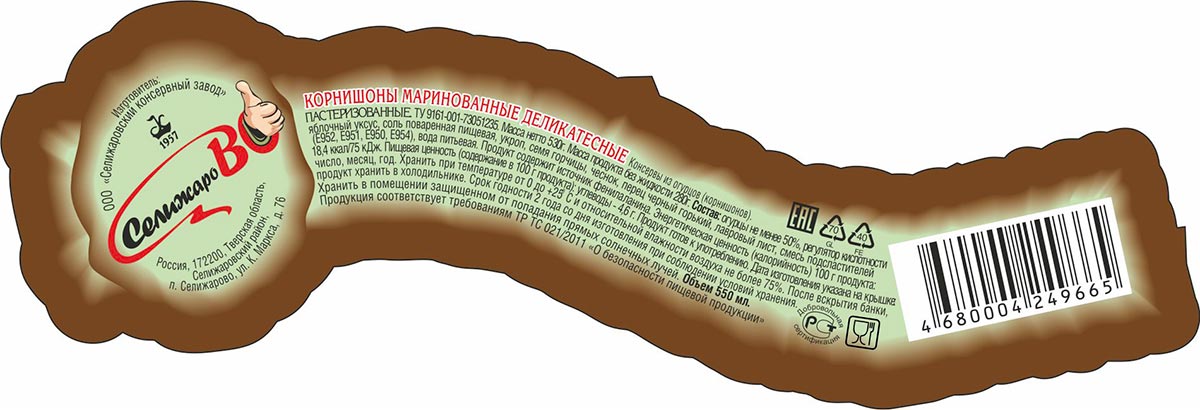 Изготовитель:
ООО «Селижаровский консервный завод»
1957
СелижароВО
Россия, 172200, Тверская область,
Селижаровский район,
п. Селижарово, ул. К. Маркса, д. 76
КОРНИШОНЫ МАРИНОВАННЫЕ ДЕЛИКАТЕСНЫЕ Консервы из огурцов (корнишонов).
ПАСТЕРИЗОВАННЫЕ. ТУ 9161-001-73051235. Масса нетто 530г. Масса продукта без жидкости 280г. Состав: огурцы не менее 50%, регулятор кислотности
яблочный уксус, соль поваренная пищевая, укроп, семя горчицы, чеснок, перец черный горький, лавровый лист, смесь подсластителей
(Е952, Е951, Е950, Е954), вода питьевая. Продукт содержит источник фенилаланина. Энергетическая ценность (калорийность) 100 г продукта:
18,4 ккал/75 кДж. Пищевая ценность (содержание в 100 г продукта): углеводы - 4,6 г. Продукт готов к употреблению. Дата изготовления указана на крышке:
число, месяц, год. Хранить при температуре от 0 до +25°С и относительной влажности воздуха не более 75%. После вскрытия банки,
продукт хранить в холодильнике. Срок годности 2 года со дня изготовления при соблюдении условий хранения.
Хранить в помещении защищенном от попадания прямых солнечных лучей. Объем 550 мл.
Продукция соответствует требованиям ТР ТС 021/2011 «О безопасности пищевой продукции»
EAC
70
GL
40
FE
Добровольная
РСТ
сертификация
4 680004 249665